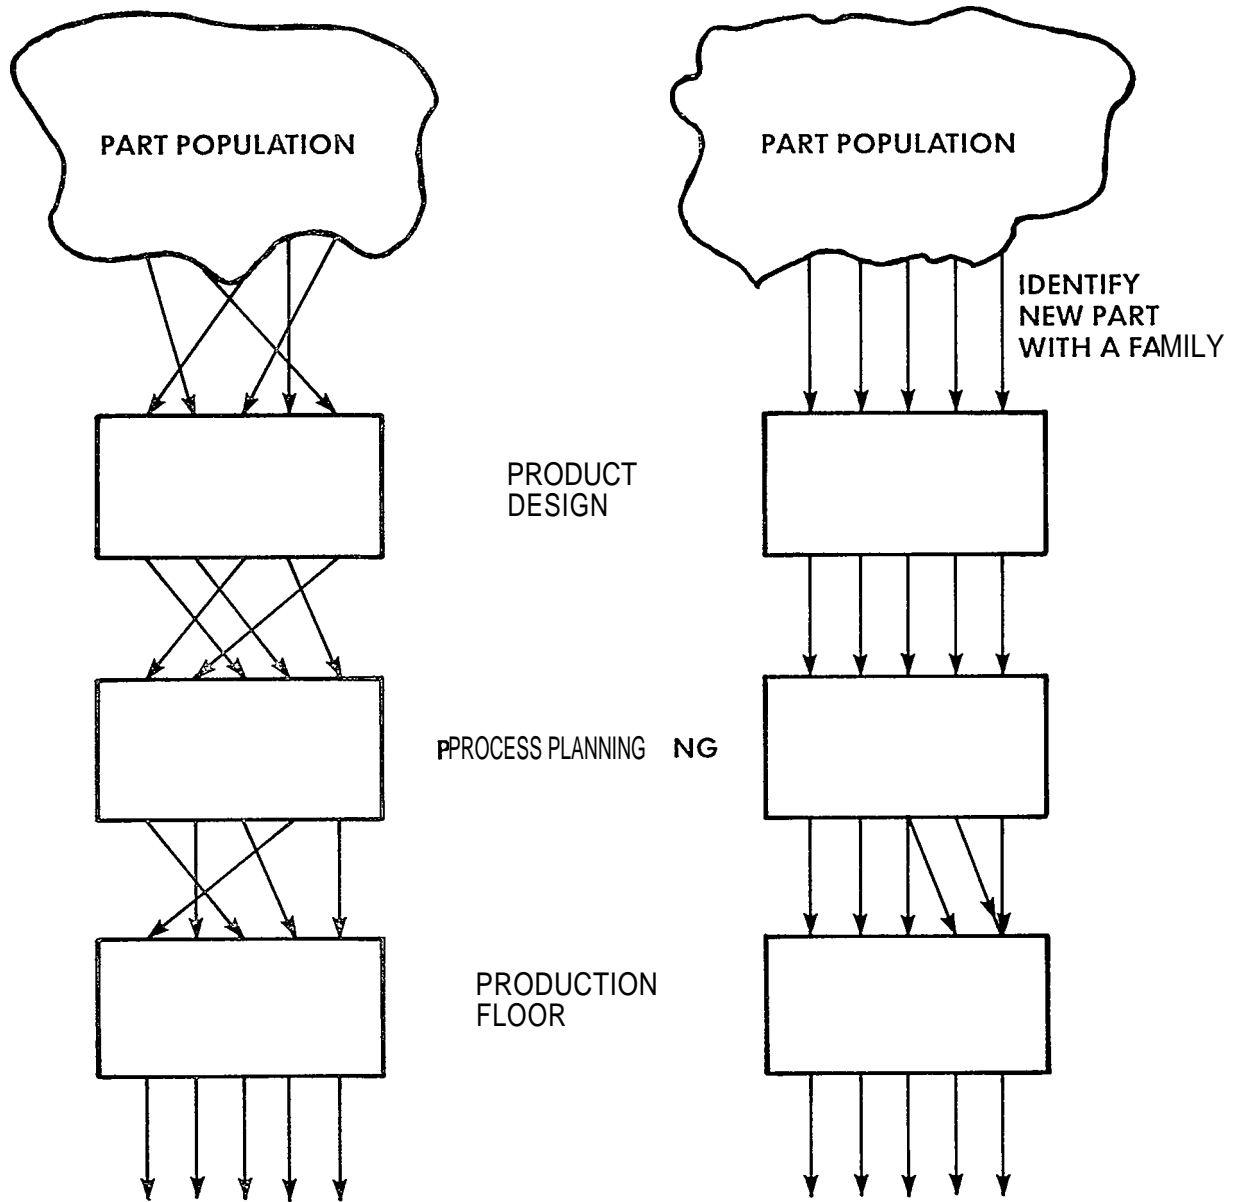 PART POPULATION
PART POPULATION
IDENTIFY
NEW PART
WITH A FAMILY
PRODUCT
DESIGN
PPROCESS PLANNING NG
PRODUCTION
FLOOR